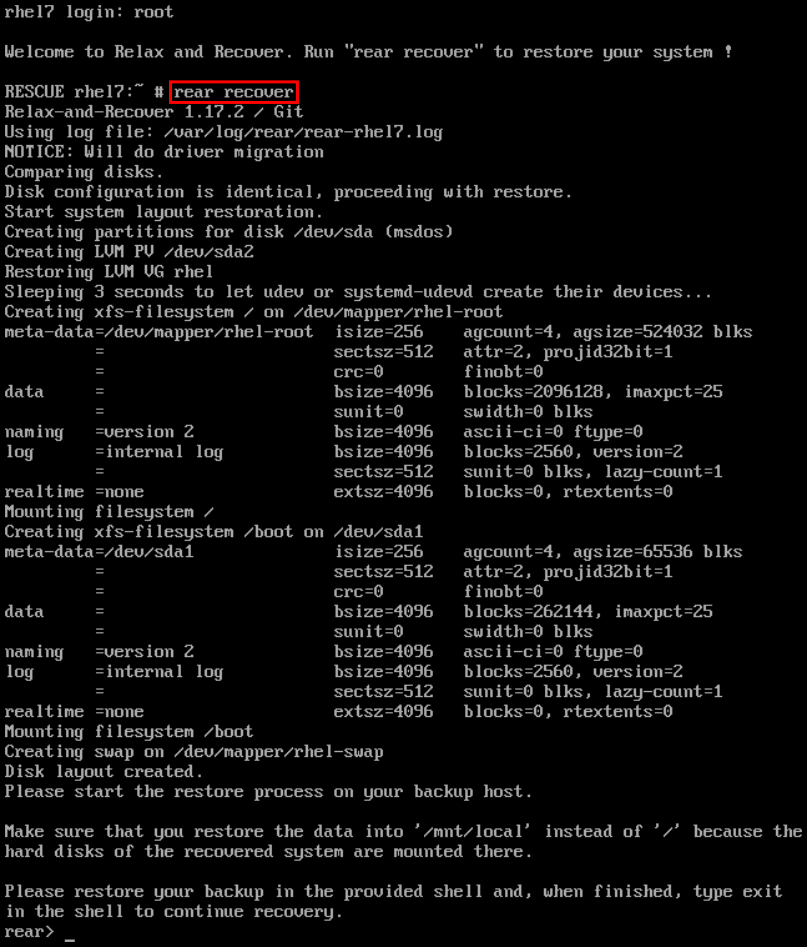 rhel7 login: root
Welcome to Relax and Recover. Run "rear recover" to restore your system !
RESCUE rhel7:~ # rear recover
Relax-and-Recover 1.17.2 / Git
Using log file: /var/log/rear/rear-rhel7.log
NOTICE: Will do driver migration
Comparing disks.
Disk configuration is identical, proceeding with restore.
Start system layout restoration.
Creating partitions for disk /dev/sda (msdos)
Creating LVM PV /dev/sda2
Restoring LVM VG rhel
Sleeping 3 seconds to let udev or systemd-udevd create their devices...
Creating xfs-filesystem / on /dev/mapper/rhel-root
meta-data=/dev/mapper/rhel-root  isize=256    agcount=4, agsize=524032 blks
         =                       sectsz=512   attr=2, projid32bit=1
         =                       crc=0        finobt=0
data     =                       bsize=4096   blocks=2096128, imaxpct=25
         =                       sunit=0      swidth=0 blks
naming   =version 2              bsize=4096   ascii-ci=0 ftype=0
log      =internal log           bsize=4096   blocks=2560, version=2
         =                       sectsz=512   sunit=0 blks, lazy-count=1
realtime =none                   extsz=4096   blocks=0, rtextents=0
Mounting filesystem /
Creating xfs-filesystem /boot on /dev/sda1
meta-data=/dev/sda1              isize=256    agcount=4, agsize=65536 blks
         =                       sectsz=512   attr=2, projid32bit=1
         =                       crc=0        finobt=0
data     =                       bsize=4096   blocks=262144, imaxpct=25
         =                       sunit=0      swidth=0 blks
naming   =version 2              bsize=4096   ascii-ci=0 ftype=0
log      =internal log           bsize=4096   blocks=2560, version=2
         =                       sectsz=512   sunit=0 blks, lazy-count=1
realtime =none                   extsz=4096   blocks=0, rtextents=0
Mounting filesystem /boot
Creating swap on /dev/mapper/rhel-swap
Disk layout created.
Please start the restore process on your backup host.
Make sure that you restore the data into '/mnt/local' instead of '/' because the
hard disks of the recovered system are mounted there.
Please restore your backup in the provided shell and, when finished, type exit
in the shell to continue recovery.
rear> _